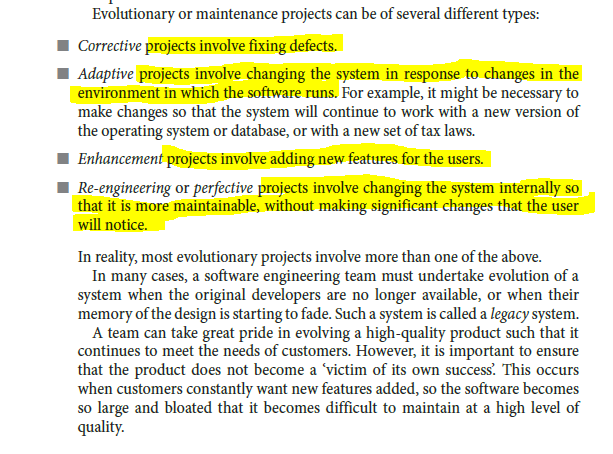 Evolutionary or maintenance projects can be of several different types:
Corrective projects involve fixing defects.
Adaptive projects involve changing the system in response to changes in the
environment in which the software runs. For example, it might be necessary to
make changes so that the system will continue to work with a new version of
the operating system or database, or with a new set of tax laws.
Enhancement projects involve adding new features for the users.
Re-engineering or perfective projects involve changing the system internally so
that it is more maintainable, without making significant changes that the user
will notice.
In reality, most evolutionary projects involve more than one of the above.
In many cases, a software engineering team must undertake evolution of a
system when the original developers are no longer available, or when their
memory of the design is starting to fade. Such a system is called a legacy system.
A team can take great pride in evolving a high-quality product such that it
continues to meet the needs of customers. However, it is important to ensure
that the product does not become a ‘victim of its own success’. This occurs
when customers constantly want new features added, so the software becomes
so large and bloated that it becomes difficult to maintain at a high level of
quality.